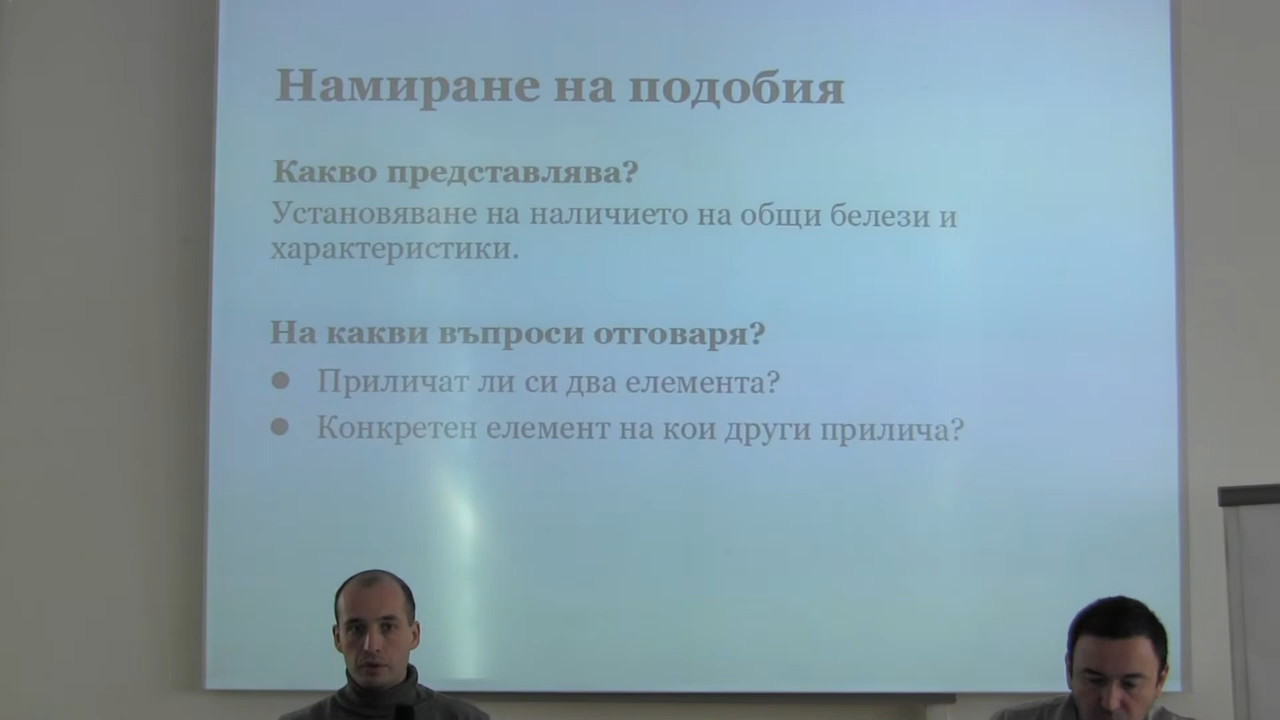 Намиране на подобия
Какво представлява?
Установяване на наличието на общи белези и
характеристики.
На какви въпроси отговаря?
● Приличат ли си два елемента?
● Конкретен елемент на кои други прилича?